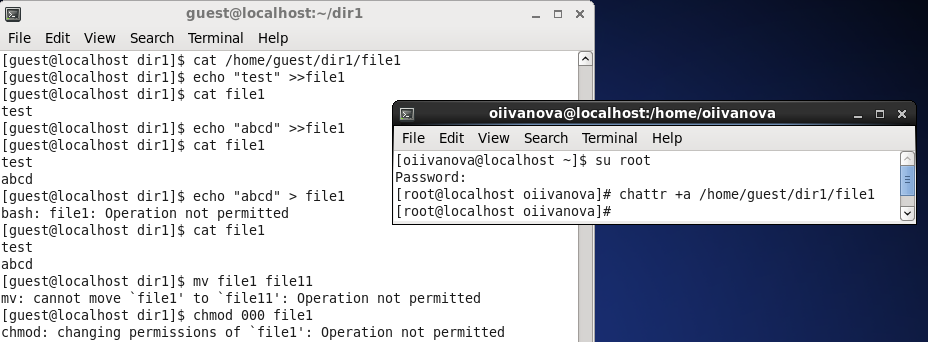 guest@localhost:~/dir1
File Edit View Search Terminal Help
[guest@localhost dir1]$ cat /home/guest/dir1/file1
[guest@localhost dir1]$ echo "test" >>file1
[guest@localhost dir1]$ cat file1
test
[guest@localhost dir1]$ echo "abcd" >>file1
[guest@localhost dir1]$ cat file1
test
abcd
[guest@localhost dir1]$ echo "abcd" > file1
bash: file1: Operation not permitted
[guest@localhost dir1]$ cat file1
test
abcd
[guest@localhost dir1]$ mv file1 file11
mv: cannot move `file1' to `file11': Operation not permitted
[guest@localhost dir1]$ chmod 000 file1
chmod: changing permissions of `file1': Operation not permitted
oiivanova@localhost:/home/oiivanova
File Edit View Search Terminal Help
[oiivanova@localhost ~]$ su root
Password:
[root@localhost oiivanova]# chattr +a /home/guest/dir1/file1
[root@localhost oiivanova]#